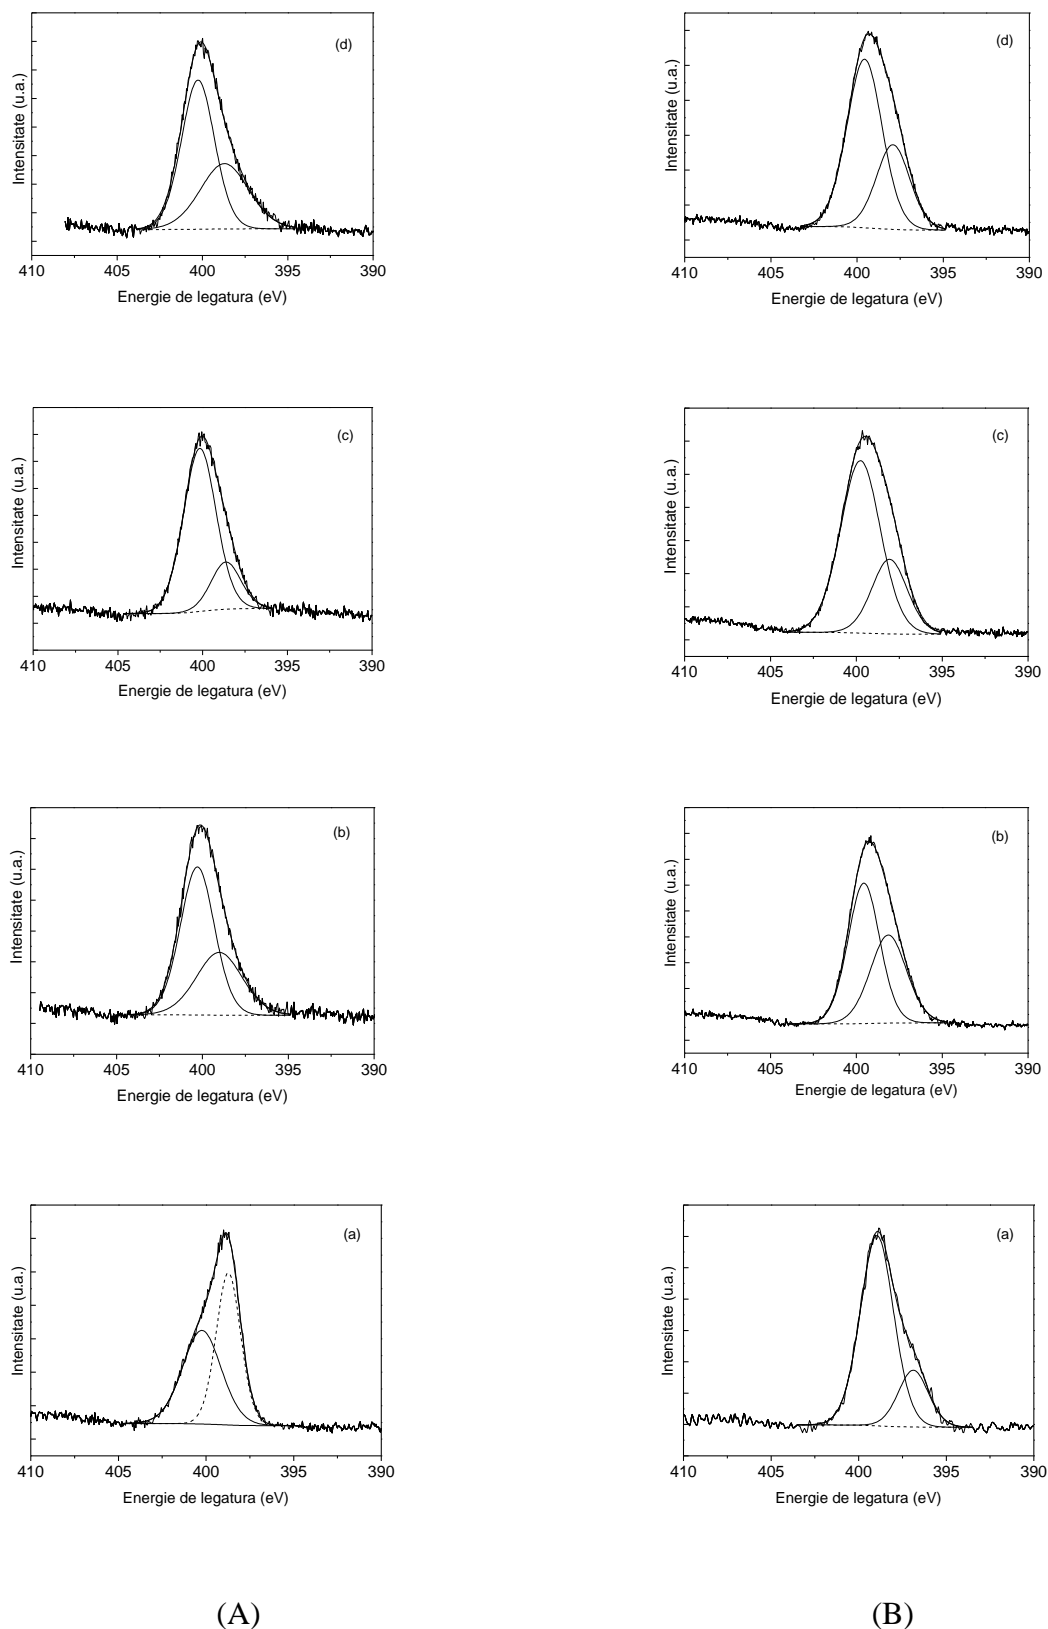 (d)
Intensitate (u.a.)
410 405 400 395 390
Energie de legatura (eV)
(d)
Intensitate (u.a.)
410 405 400 395 390
Energie de legatura (eV)
(c)
Intensitate (u.a.)
410 405 400 395 390
Energie de legatura (eV)
(c)
Intensitate (u.a.)
410 405 400 395 390
Energie de legatura (eV)
(b)
Intensitate (u.a.)
410 405 400 395 390
Energie de legatura (eV)
(b)
Intensitate (u.a.)
410 405 400 395 390
Energie de legatura (eV)
(a)
Intensitate (u.a.)
410 405 400 395 390
Energie de legatura (eV)
(a)
Intensitate (u.a.)
410 405 400 395 390
Energie de legatura (eV)
(A) (B)